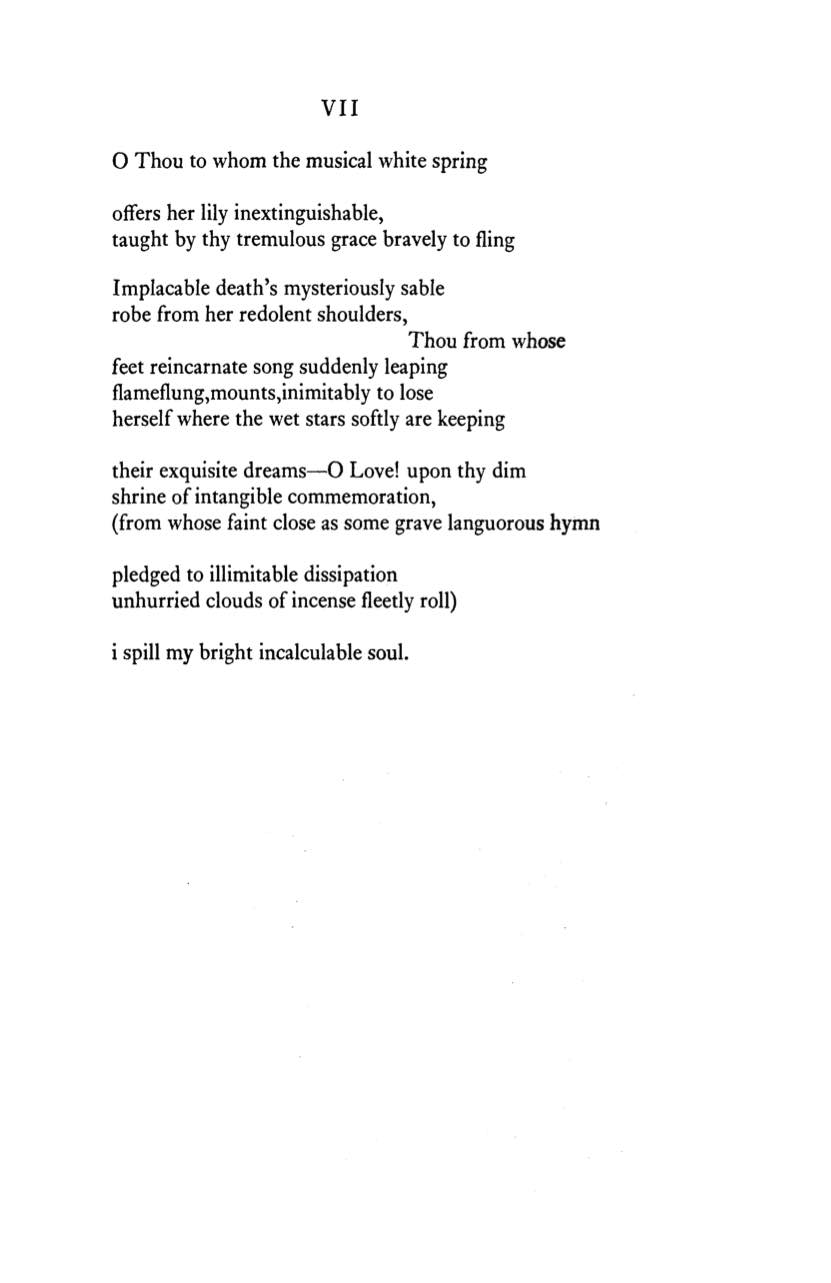 VII
O Thou to whom the musical white spring
offers her lily inextinguishable,
taught by thy tremulous grace bravely to fling
Implacable death's mysteriously sable
robe from her redolent shoulders,
Thou from whose
feet reincarnate song suddenly leaping
flameflung,mounts,inimitably to lose
herself where the wet stars softly are keeping
their exquisite dreams—O Love! upon thy dim
shrine of intangible commemoration,
(from whose faint close as some grave languorous hymn
pledged to illimitable dissipation
unhurried clouds of incense fleetly roll)
i spill my bright incalculable soul.